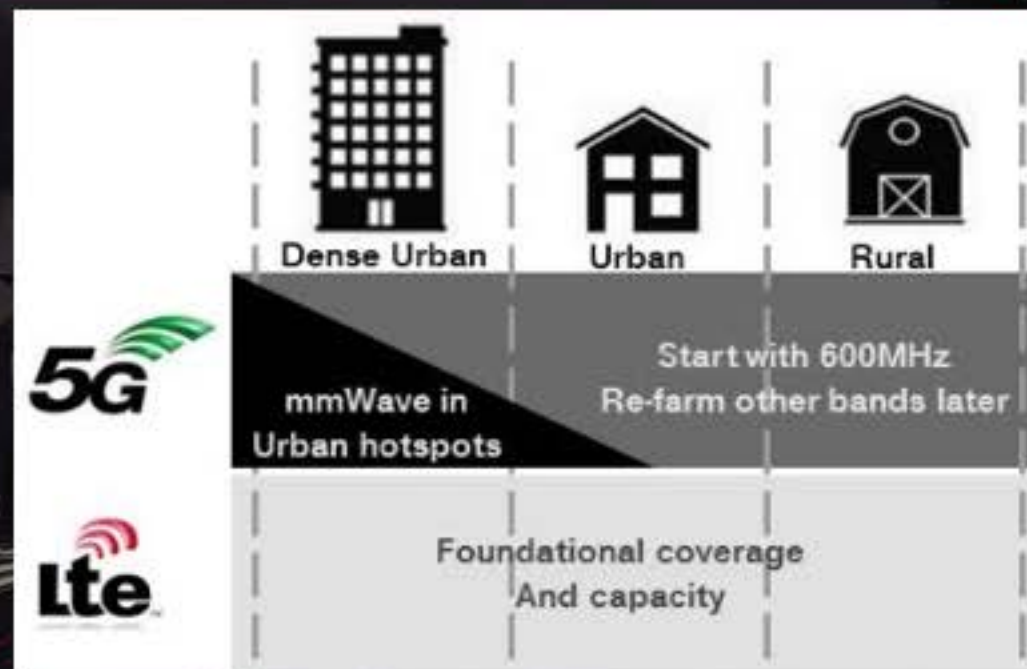 Dense Urban
Urban
Rural
5G
mmWave in
Urban hotspots
Start with 600MHz
Re-farm other bands later
Lte
Foundational coverage
And capacity